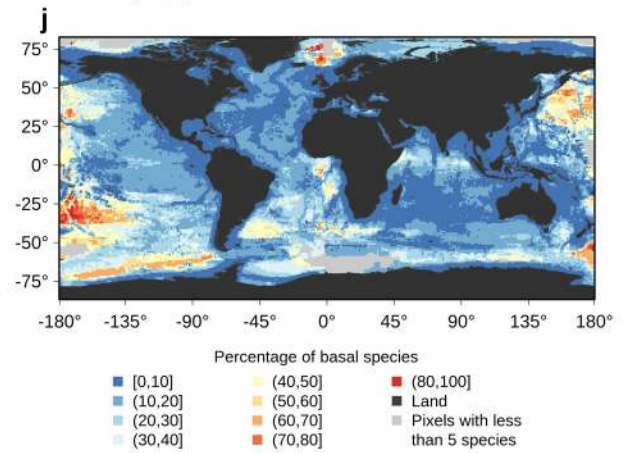 j
75°
50°
25°
0°
-25°
-50°
-75°
-180° -135° -90° -45° 0° 45° 90° 135° 180°
Percentage of basal species
[0,10] (40,50] (80,100]
(10,20] (50,60] Land
(20,30] (60,70] Pixels with less
(30,40] (70,80] than 5 species